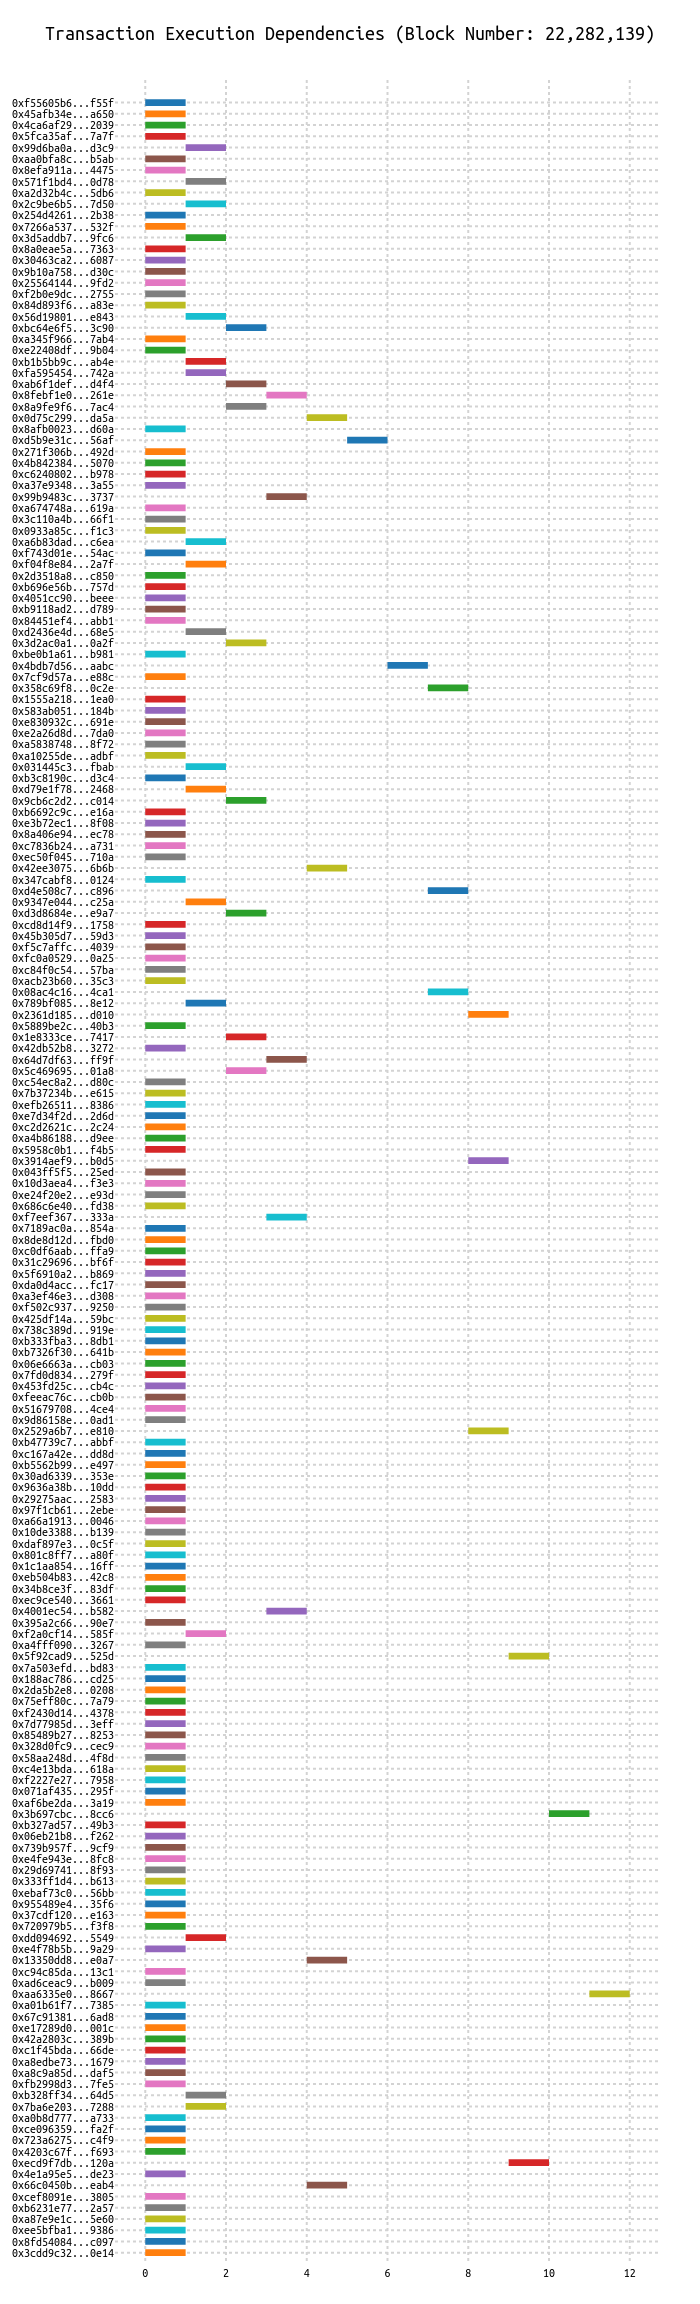 Transaction Execution Dependencies (Block Number: 22,282,139)
0xf55605b6...f55f
0x45afb34e...a650
0x4ca6af29...2039
0x5fca35af...7a7f
0x99d6ba0a...d3c9
0xaa0bfa8c...b5ab
0x8efa911a...4475
0x571f1bd4...0d78
0xa2d32b4c...5db6
0x2c9be6b5...7d50
0x254d4261...2b38
0x7266a537...532f
0x3d5addb7...9fc6
0x8a0eae5a...7363
0x30463ca2...6087
0x9b10a758...d30c
0x25564144...9fd2
0xf2b0e9dc...2755
0x84d893f6...a83e
0x56d19801...e843
0xbc64e6f5...3c90
0xa345f966...7ab4
0xe22408df...9b04
0xb1b5bb9c...ab4e
0xfa595454...742a
0xab6f1def...d4f4
0x8febf1e0...261e
0x8a9fe9f6...7ac4
0x0d75c299...da5a
0x8afb0023...d60a
0xd5b9e31c...56af
0x271f306b...492d
0x4b842384...5070
0xc6240802...b978
0xa37e9348...3a55
0x99b9483c...3737
0xa674748a...619a
0x3c110a4b...66f1
0x0933a85c...f1c3
0xa6b83dad...c6ea
0xf743d01e...54ac
0xf04f8e84...2a7f
0x2d3518a8...c850
0xb696e56b...757d
0x4051cc90...beee
0xb9118ad2...d789
0x84451ef4...abb1
0xd2436e4d...68e5
0x3d2ac0a1...0a2f
0xbe0b1a61...b981
0x4bdb7d56...aabc
0x7cf9d57a...e88c
0x358c69f8...0c2e
0x1555a218...1ea0
0x583ab051...184b
0xe830932c...691e
0xe2a26d8d...7da0
0xa5838748...8f72
0xa10255de...adbf
0x031445c3...fbab
0xb3c8190c...d3c4
0xd79e1f78...2468
0x9cb6c2d2...c014
0xb6692c9c...e16a
0xe3b72ec1...8f08
0x8a406e94...ec78
0xc7836b24...a731
0xec50f045...710a
0x42ee3075...6b6b
0x347cabf8...0124
0xd4e508c7...c896
0x9347e044...c25a
0xd3d8684e...e9a7
0xcd8d14f9...1758
0x45b305d7...59d3
0xf5c7affc...4039
0xfc0a0529...0a25
0xc84f0c54...57ba
0xacb23b60...35c3
0x08ac4c16...4ca1
0x789bf085...8e12
0x2361d185...d010
0x5889be2c...40b3
0x1e8333ce...7417
0x42db52b8...3272
0x64d7df63...ff9f
0x5c469695...01a8
0xc54ec8a2...d80c
0x7b37234b...e615
0xefb26511...8386
0xe7d34f2d...2d6d
0xc2d2621c...2c24
0xa4b86188...d9ee
0x5958c0b1...f4b5
0x3914aef9...b0d5
0x043ff5f5...25ed
0x10d3aea4...f3e3
0xe24f20e2...e93d
0x686c6e40...fd38
0xf7eef367...333a
0x7189ac0a...854a
0x8de8d12d...fbd0
0xc0df6aab...ffa9
0x31c29696...bf6f
0x5f6910a2...b869
0xda0d4acc...fc17
0xa3ef46e3...d308
0xf502c937...9250
0x425df14a...59bc
0x738c389d...919e
0xb333fba3...8db1
0xb7326f30...641b
0x06e6663a...cb03
0x7fd0d834...279f
0x453fd25c...cb4c
0xfeeac76c...cb0b
0x51679708...4ce4
0x9d86158e...0ad1
0x2529a6b7...e810
0xb47739c7...abbf
0xc167a42e...dd8d
0xb5562b99...e497
0x30ad6339...353e
0x9636a38b...10dd
0x29275aac...2583
0x97f1cb61...2ebe
0xa66a1913...0046
0x10de3388...b139
0xdaf897e3...0c5f
0x801c8ff7...a80f
0x1c1aa854...16ff
0xeb504b83...42c8
0x34b8ce3f...83df
0xec9ce540...3661
0x4001ec54...b582
0x395a2c66...90e7
0xf2a0cf14...585f
0xa4fff090...3267
0x5f92cad9...525d
0x7a503efd...bd83
0x188ac786...cd25
0x2da5b2e8...0208
0x75eff80c...7a79
0xf2430d14...4378
0x7d77985d...3eff
0x85489b27...8253
0x328d0fc9...cec9
0x58aa248d...4f8d
0xc4e13bda...618a
0xf2227e27...7958
0x071af435...295f
0xaf6be2da...3a19
0x3b697cbc...8cc6
0xb327ad57...49b3
0x06eb21b8...f262
0x739b957f...9cf9
0xe4fe943e...8fc8
0x29d69741...8f93
0x333ff1d4...b613
0xebaf73c0...56bb
0x955489e4...35f6
0x37cdf120...e163
0x720979b5...f3f8
0xdd094692...5549
0xe4f78b5b...9a29
0x13350dd8...e0a7
0xc94c85da...13c1
0xad6ceac9...b009
0xaa6335e0...8667
0xa01b61f7...7385
0x67c91381...6ad8
0xe17289d0...001c
0x42a2803c...389b
0xc1f45bda...66de
0xa8edbe73...1679
0xa8c9a85d...daf5
0xfb2998d3...7fe5
0xb328ff34...64d5
0x7ba6e203...7288
0xa0b8d777...a733
0xce096359...fa2f
0x723a6275...c4f9
0x4203c67f...f693
0xecd9f7db...120a
0x4e1a95e5...de23
0x66c0450b...eab4
0xcef8091e...3805
0xb6231e77...2a57
0xa87e9e1c...5e60
0xee5bfba1...9386
0x8fd54084...c097
0x3cdd9c32...0e14
0 2 4 6 8 10 12